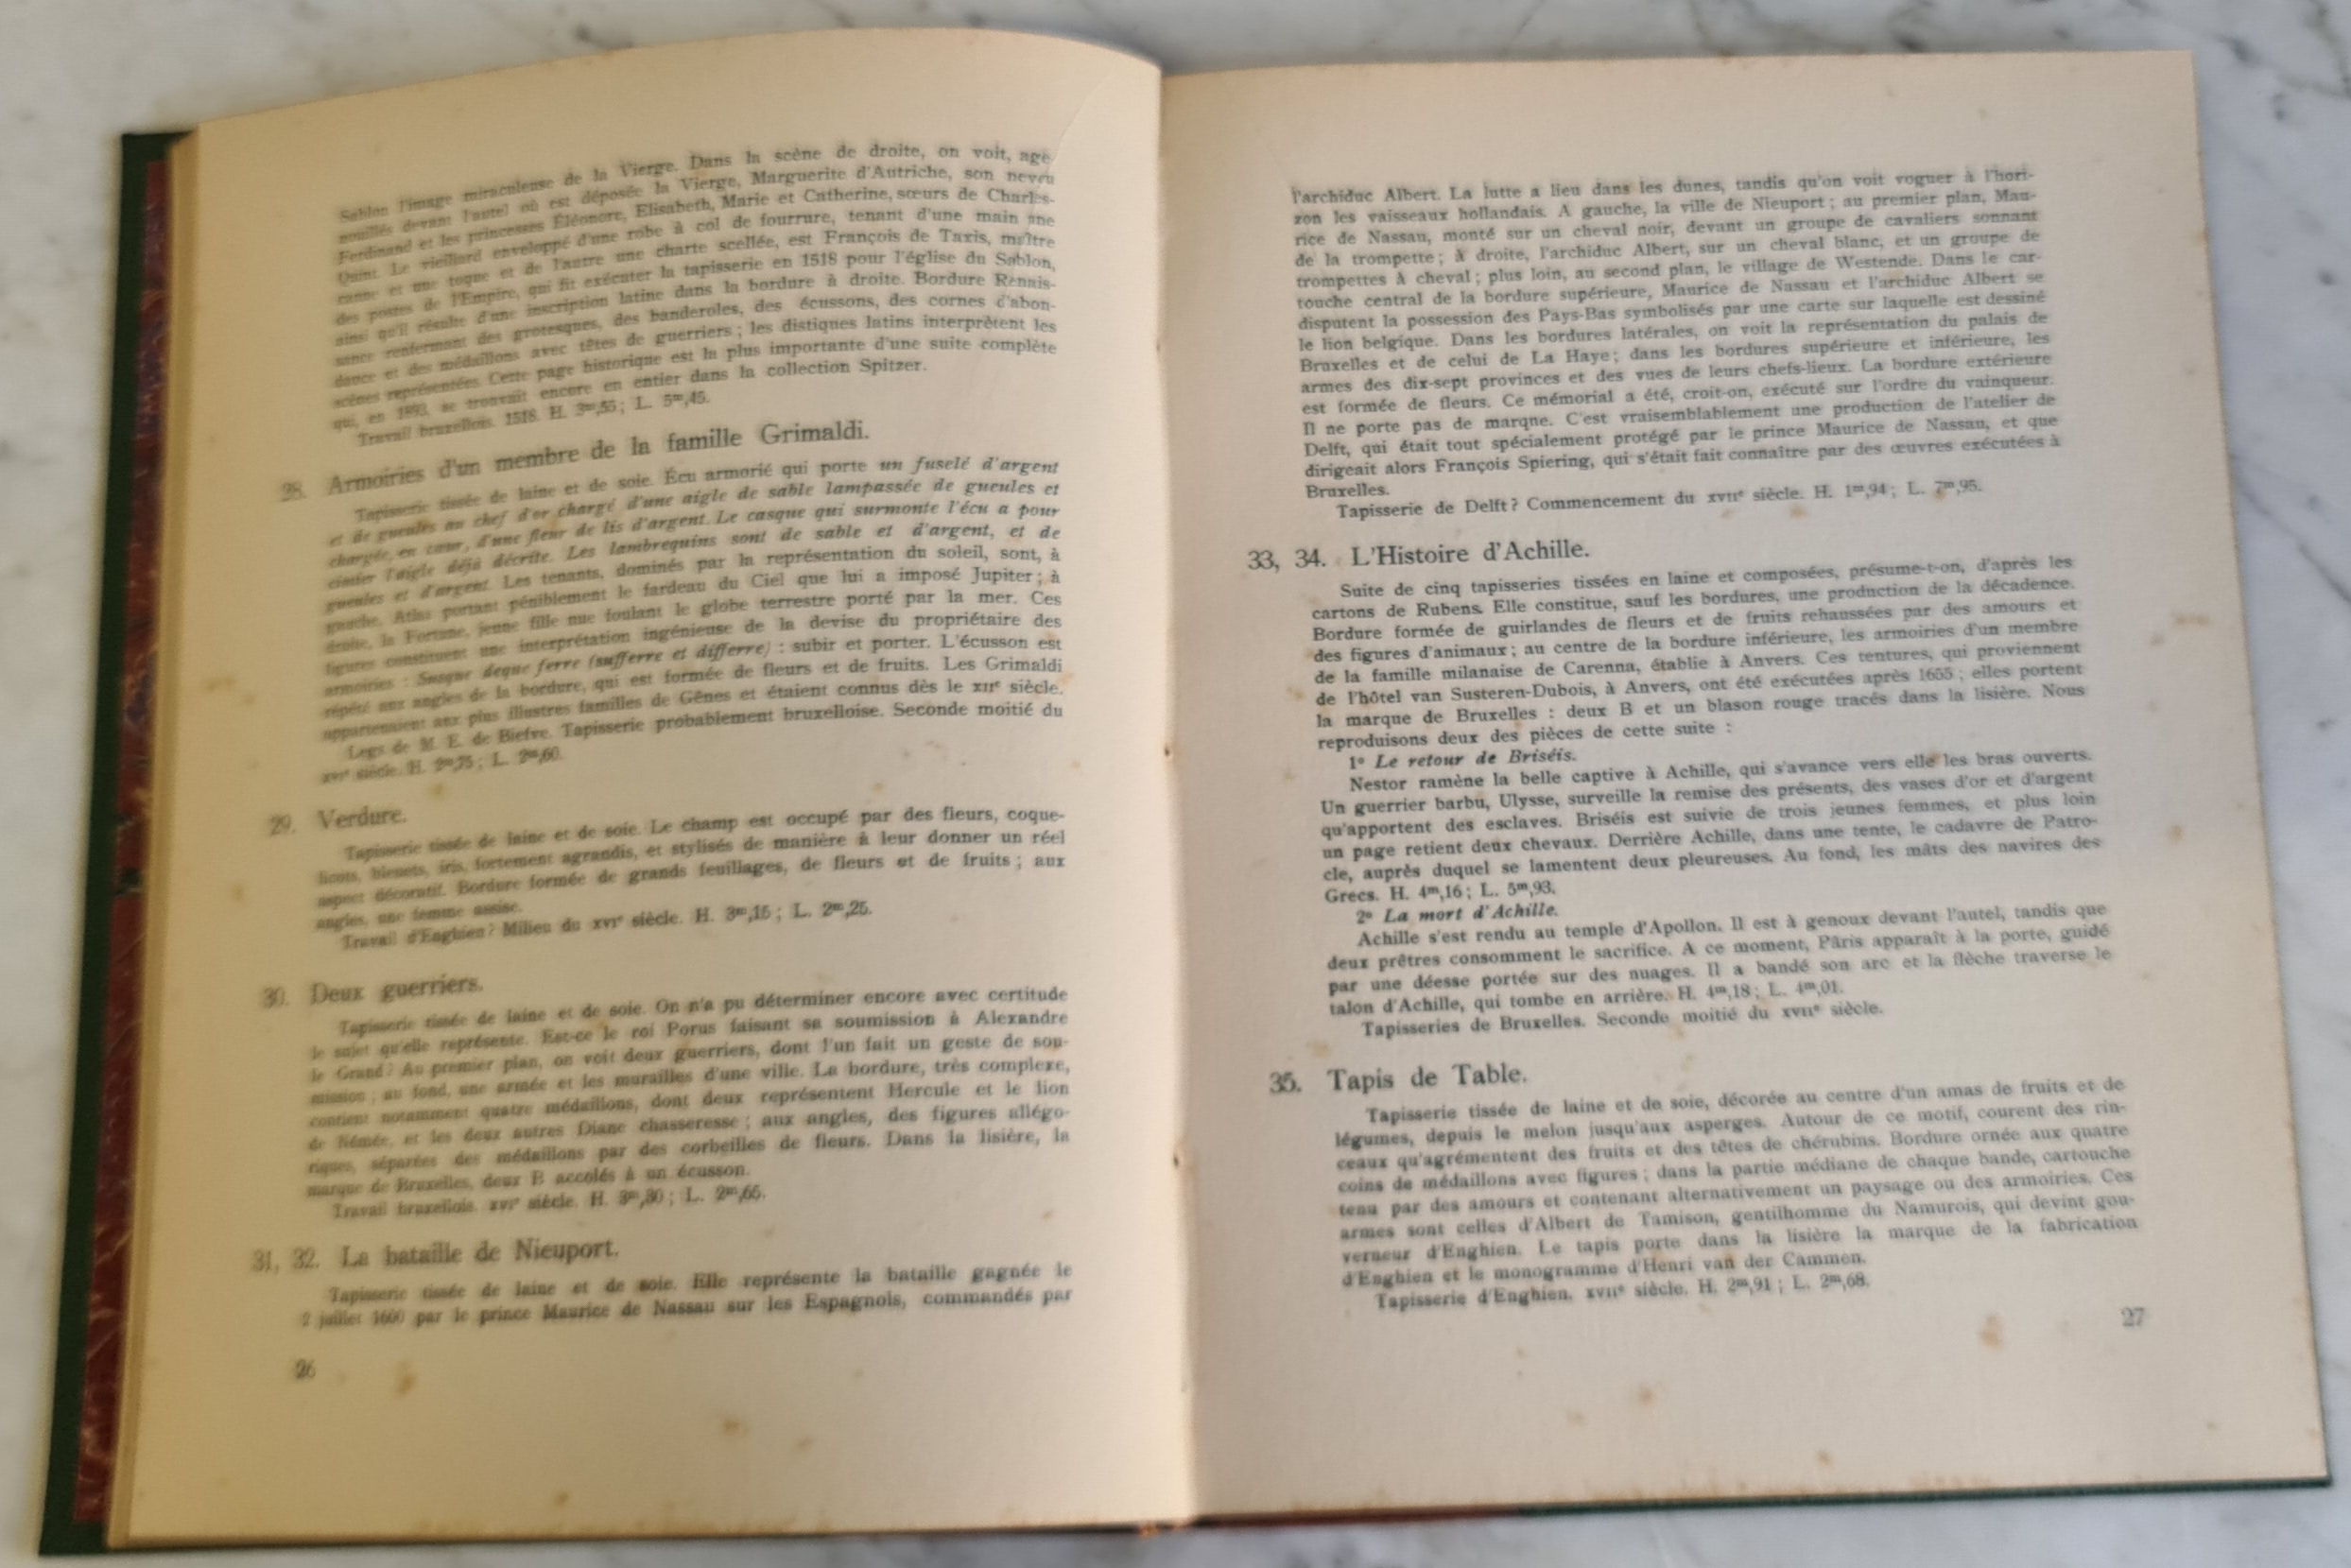 Sablon l'image miraculeuse de la Vierge. Dans la scène de droite, on voit, age-
nouillés devant l'autel où est déposée la Vierge, Marguerite d'Autriche, son neveu
Ferdinand et les princesses Éléonore, Elisabeth, Marie et Catherine, sœurs de Charles-
Quint. Le vieillard enveloppé d'une robe à col de fourrure, tenant d'une main une
canne et une toque et de l'autre une charte scellée, est François de Taxis, maître
des postes de l'Empire, qui fit exécuter la tapisserie en 1518 pour l'église du Sablon,
ainsi qu'il résulte d'une inscription latine dans la bordure à droite. Bordure Renais-
sance renfermant des grotesques, des banderoles, des écussons, des cornes d'abon-
dance et des médaillons avec têtes de guerriers ; les distiques latins interprètent les
scènes représentées. Cette page historique est la plus importante d'une suite complète
qui, en 1893, se trouvait encore en entier dans la collection Spitzer.
Travail bruxellois. 1518. H. 3m,55 ; L. 5m,45.
28. Armoiries d'un membre de la famille Grimaldi.
Tapisserie tissée de laine et de soie. Écu armorié qui porte un fuselé d'argent
et de gueules au chef d'or chargé d'une aigle de sable lampassée de gueules et
chargée, en cœur, d'une fleur de lis d'argent. Le casque qui surmonte l'écu a pour
cimier l'aigle déjà décrite. Les lambrequins sont de sable et d'argent, et de
gueules et d'argent. Les tenants, dominés par la représentation du soleil, sont, à
gauche, Atlas portant péniblement le fardeau du Ciel que lui a imposé Jupiter ; à
droite, la Fortune, jeune fille nue foulant le globe terrestre porté par la mer. Ces
figures constituent une interprétation ingénieuse de la devise du propriétaire des
armoiries : Susque deque ferre (sufferre et differre) : subir et porter. L'écusson est
répété aux angles de la bordure, qui est formée de fleurs et de fruits. Les Grimaldi
appartenaient aux plus illustres familles de Gênes et étaient connus dès le XIIe siècle.
Legs de M. E. de Biefve. Tapisserie probablement bruxelloise. Seconde moitié du
XVIe siècle. H. 2m,75 ; L. 2m,60.
29. Verdure.
Tapisserie tissée de laine et de soie. Le champ est occupé par des fleurs, coque-
licots, bleuets, iris, fortement agrandis, et stylisés de manière à leur donner un réel
aspect décoratif. Bordure formée de grands feuillages, de fleurs et de fruits ; aux
angles, une femme assise.
Travail d'Enghien ? Milieu du XVIe siècle. H. 3m,15 ; L. 2m,25.
30. Deux guerriers.
Tapisserie tissée de laine et de soie. On n'a pu déterminer encore avec certitude
le sujet qu'elle représente. Est-ce le roi Porus faisant sa soumission à Alexandre
le Grand ? Au premier plan, on voit deux guerriers, dont l'un fait un geste de sou-
mission ; au fond, une armée et les murailles d'une ville. La bordure, très complexe,
contient notamment quatre médaillons, dont deux représentent Hercule et le lion
de Némée, et les deux autres Diane chasseresse ; aux angles, des figures allégo-
riques, séparées des médaillons par des corbeilles de fleurs. Dans la lisière, la
marque de Bruxelles, deux B accolés à un écusson.
Travail bruxellois. XVIe siècle. H. 3m,30 ; L. 2m,65.
31, 32. La bataille de Nieuport.
Tapisserie tissée de laine et de soie. Elle représente la bataille gagnée le
2 juillet 1600 par le prince Maurice de Nassau sur les Espagnols, commandés par
26
l'archiduc Albert. La lutte a lieu dans les dunes, tandis qu'on voit voguer à l'hori-
zon les vaisseaux hollandais. A gauche, la ville de Nieuport ; au premier plan, Mau-
rice de Nassau, monté sur un cheval noir, devant un groupe de cavaliers sonnant
de la trompette ; à droite, l'archiduc Albert, sur un cheval blanc, et un groupe de
trompettes à cheval ; plus loin, au second plan, le village de Westende. Dans le car-
touche central de la bordure supérieure, Maurice de Nassau et l'archiduc Albert se
disputent la possession des Pays-Bas symbolisés par une carte sur laquelle est dessiné
le lion belgique. Dans les bordures latérales, on voit la représentation du palais de
Bruxelles et de celui de La Haye ; dans les bordures supérieure et inférieure, les
armes des dix-sept provinces et des vues de leurs chefs-lieux. La bordure extérieure
est formée de fleurs. Ce mémorial a été, croit-on, exécuté sur l'ordre du vainqueur.
Il ne porte pas de marque. C'est vraisemblablement une production de l'atelier de
Delft, qui était tout spécialement protégé par le prince Maurice de Nassau, et que
dirigeait alors François Spiering, qui s'était fait connaître par des œuvres exécutées à
Bruxelles.
Tapisserie de Delft ? Commencement du XVIIe siècle. H. 1m,94 ; L. 7m,95.
33, 34. L'Histoire d'Achille.
Suite de cinq tapisseries tissées en laine et composées, présume-t-on, d'après les
cartons de Rubens. Elle constitue, sauf les bordures, une production de la décadence.
Bordure formée de guirlandes de fleurs et de fruits rehaussées par des amours et
des figures d'animaux ; au centre de la bordure inférieure, les armoiries d'un membre
de la famille milanaise de Carenna, établie à Anvers. Ces tentures, qui proviennent
de l'hôtel van Susteren-Dubois, à Anvers, ont été exécutées après 1655 ; elles portent
la marque de Bruxelles : deux B et un blason rouge tracés dans la lisière. Nous
reproduisons deux des pièces de cette suite :
1° Le retour de Briséis.
Nestor ramène la belle captive à Achille, qui s'avance vers elle les bras ouverts.
Un guerrier barbu, Ulysse, surveille la remise des présents, des vases d'or et d'argent
qu'apportent des esclaves. Briséis est suivie de trois jeunes femmes, et plus loin
un page retient deux chevaux. Derrière Achille, dans une tente, le cadavre de Patro-
cle, auprès duquel se lamentent deux pleureuses. Au fond, les mâts des navires des
Grecs. H. 4m,16 ; L. 5m,93.
2° La mort d'Achille.
Achille s'est rendu au temple d'Apollon. Il est à genoux devant l'autel, tandis que
deux prêtres consomment le sacrifice. A ce moment, Pâris apparaît à la porte, guidé
par une déesse portée sur des nuages. Il a bandé son arc et la flèche traverse le
talon d'Achille, qui tombe en arrière. H. 4m,18 ; L. 4m,01.
Tapisseries de Bruxelles. Seconde moitié du XVIIe siècle.
35. Tapis de Table.
Tapisserie tissée de laine et de soie, décorée au centre d'un amas de fruits et de
légumes, depuis le melon jusqu'aux asperges. Autour de ce motif, courent des rin-
ceaux qu'agrémentent des fruits et des têtes de chérubins. Bordure ornée aux quatre
coins de médaillons avec figures ; dans la partie médiane de chaque bande, cartouche
tenu par des amours et contenant alternativement un paysage ou des armoiries. Ces
armes sont celles d'Albert de Tamison, gentilhomme du Namurois, qui devint gou-
verneur d'Enghien. Le tapis porte dans la lisière la marque de la fabrication
d'Enghien et le monogramme d'Henri van der Cammen.
Tapisserie d'Enghien. XVIIe siècle. H. 2m,91 ; L. 2m,68.
27